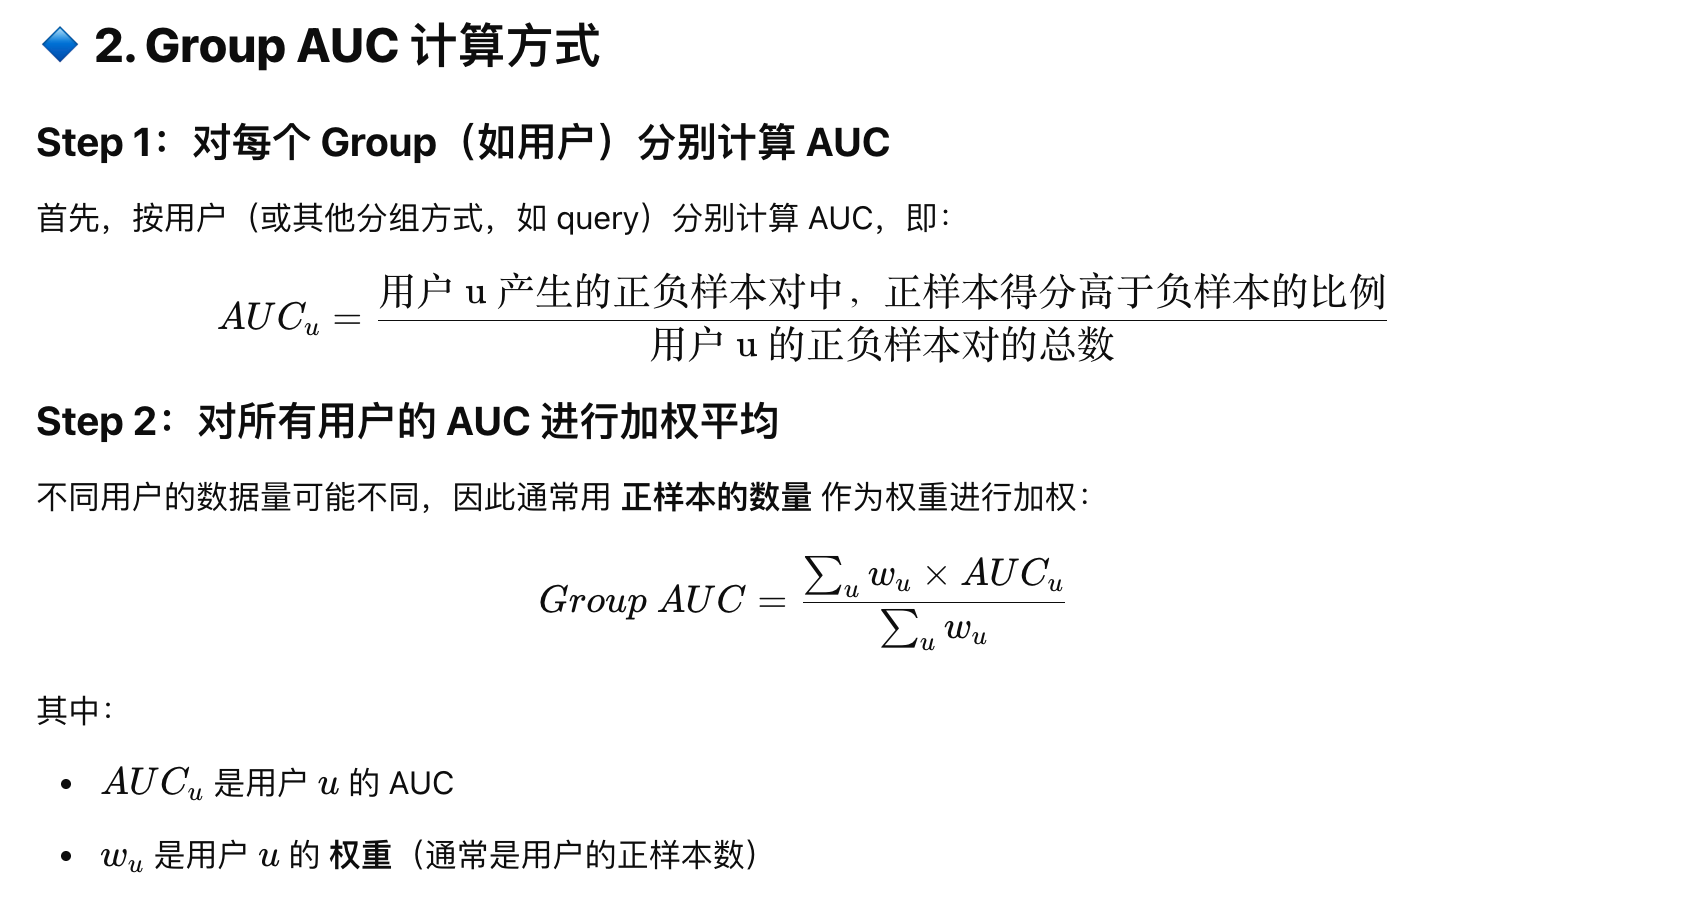 🔷 2. Group AUC 计算方式
Step 1：对每个 Group（如用户）分别计算 AUC
首先，按用户（或其他分组方式，如 query）分别计算 AUC，即：
AUC_u = \frac{用户 u 产生的正负样本对中，正样本得分高于负样本的比例}{用户 u 的正负样本对的总数}
Step 2：对所有用户的 AUC 进行加权平均
不同用户的数据量可能不同，因此通常用 正样本的数量 作为权重进行加权：
Group AUC = \frac{\sum_u w_u \times AUC_u}{\sum_u w_u}
其中：
• AUC_u 是用户 u 的 AUC
• w_u 是用户 u 的 权重（通常是用户的正样本数）